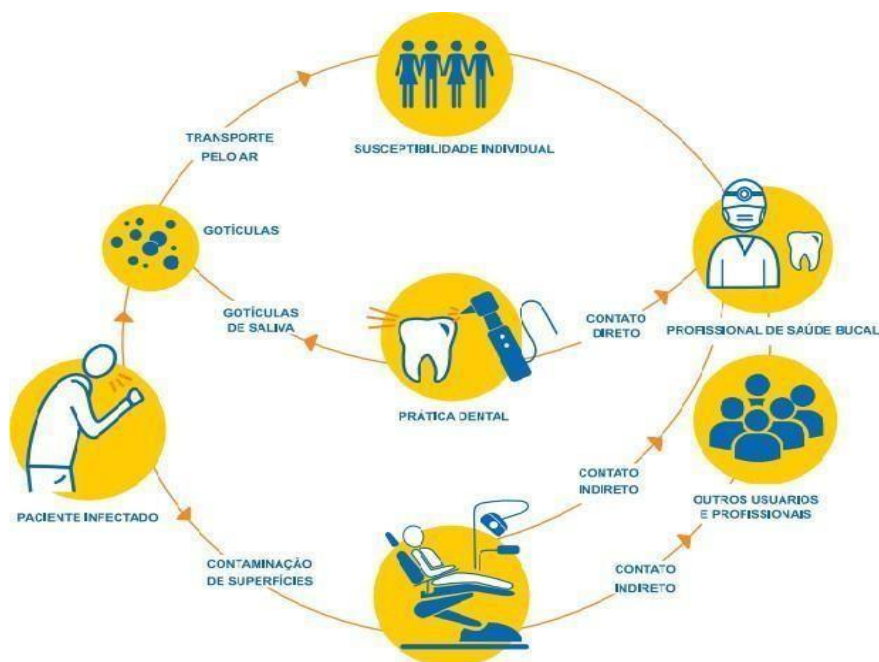 TRANSPORTE
PELO AR
SUSCEPTIBILIDADE INDIVIDUAL
GOTÍCULAS
GOTÍCULAS
DE SALIVA
CONTATO
DIRETO
PROFISSIONAL DE SAÚDE BUCAL
PRÁTICA DENTAL
CONTATO
INDIRETO
OUTROS USUARIOS
E PROFISSIONAIS
PACIENTE INFECTADO
CONTAMINAÇÃO
DE SUPERFÍCIES
CONTATO
INDIRETO